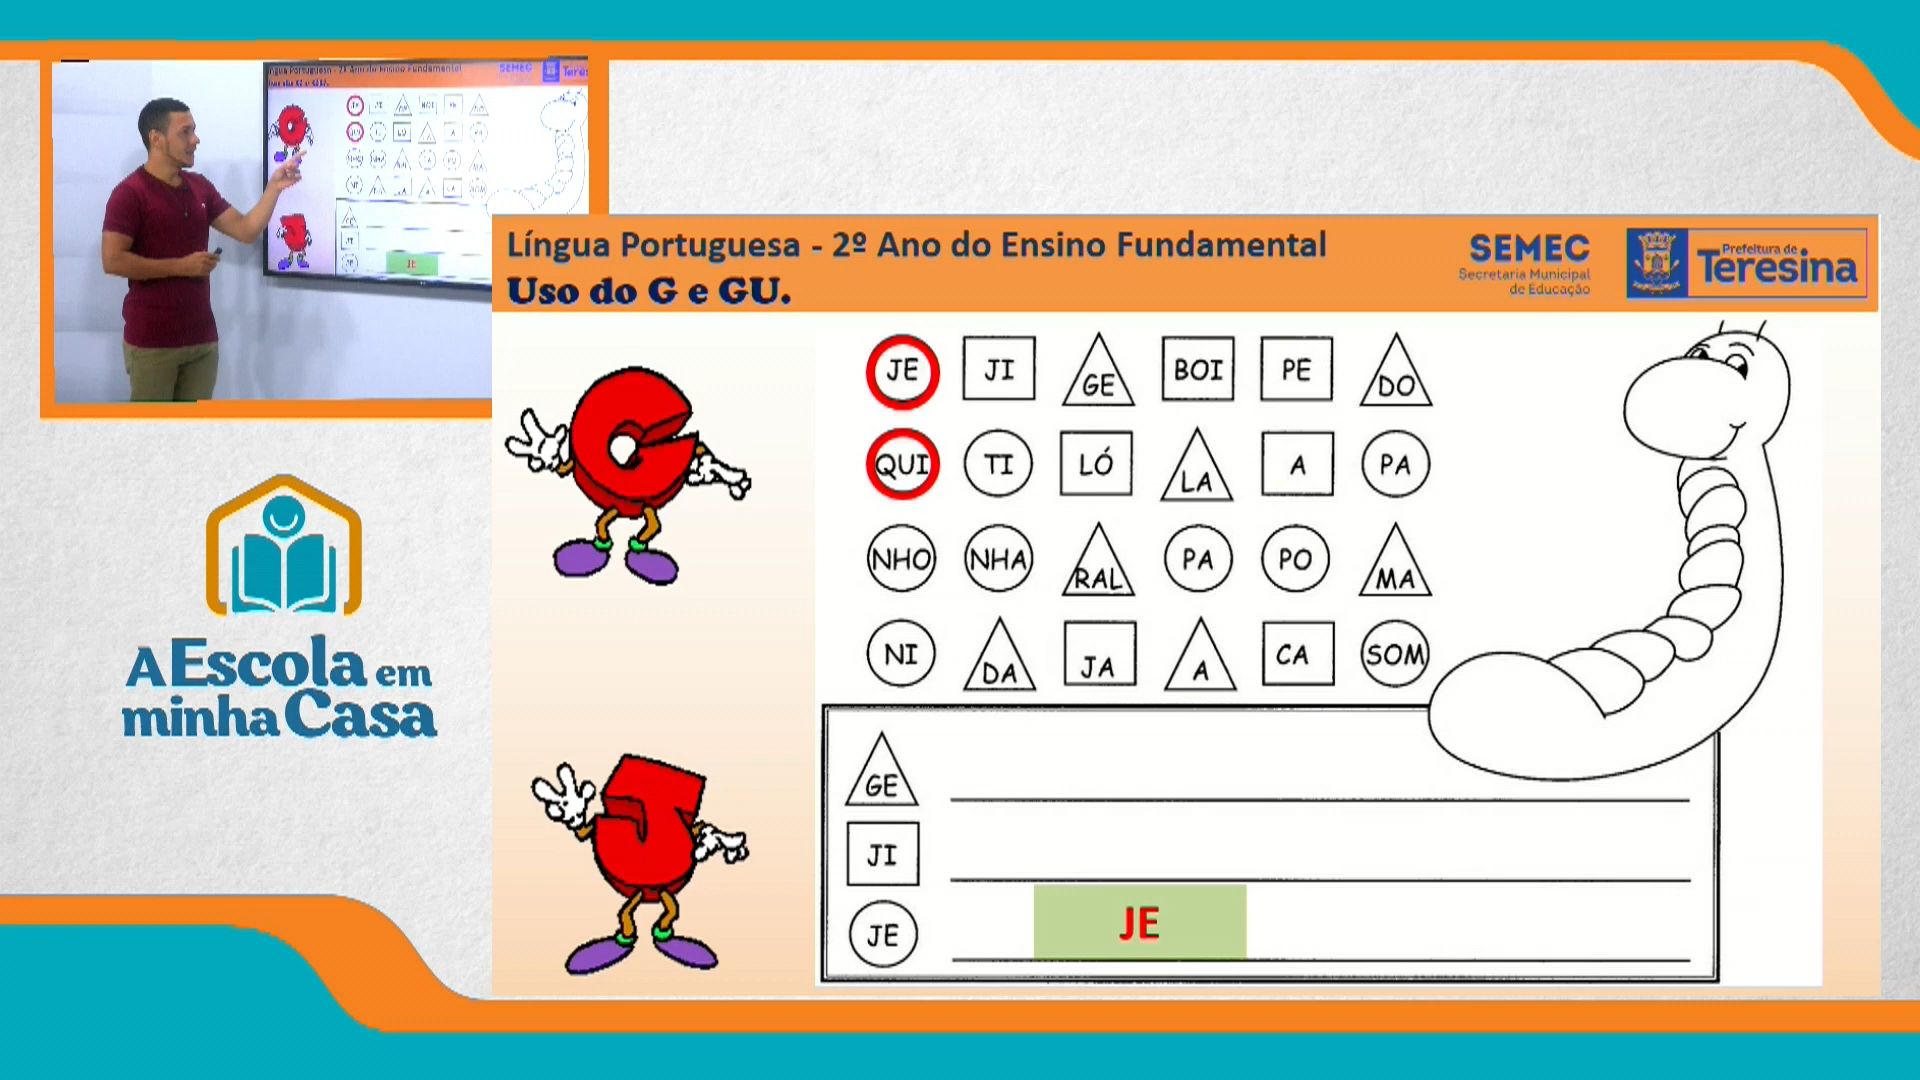 Língua Portuguesa - 2º Ano do Ensino Fundamental
Uso do G e GU.
SEMEC
Secretaria Municipal
de Educação
Prefeitura de
Teresina
JE JI GE BOI PE DO
QUI TI LÓ LA A PA
NHO NHA RAL PA PO MA
NI DA JA A CA SOM
GE
JI
JE JE
A Escola em
minha Casa